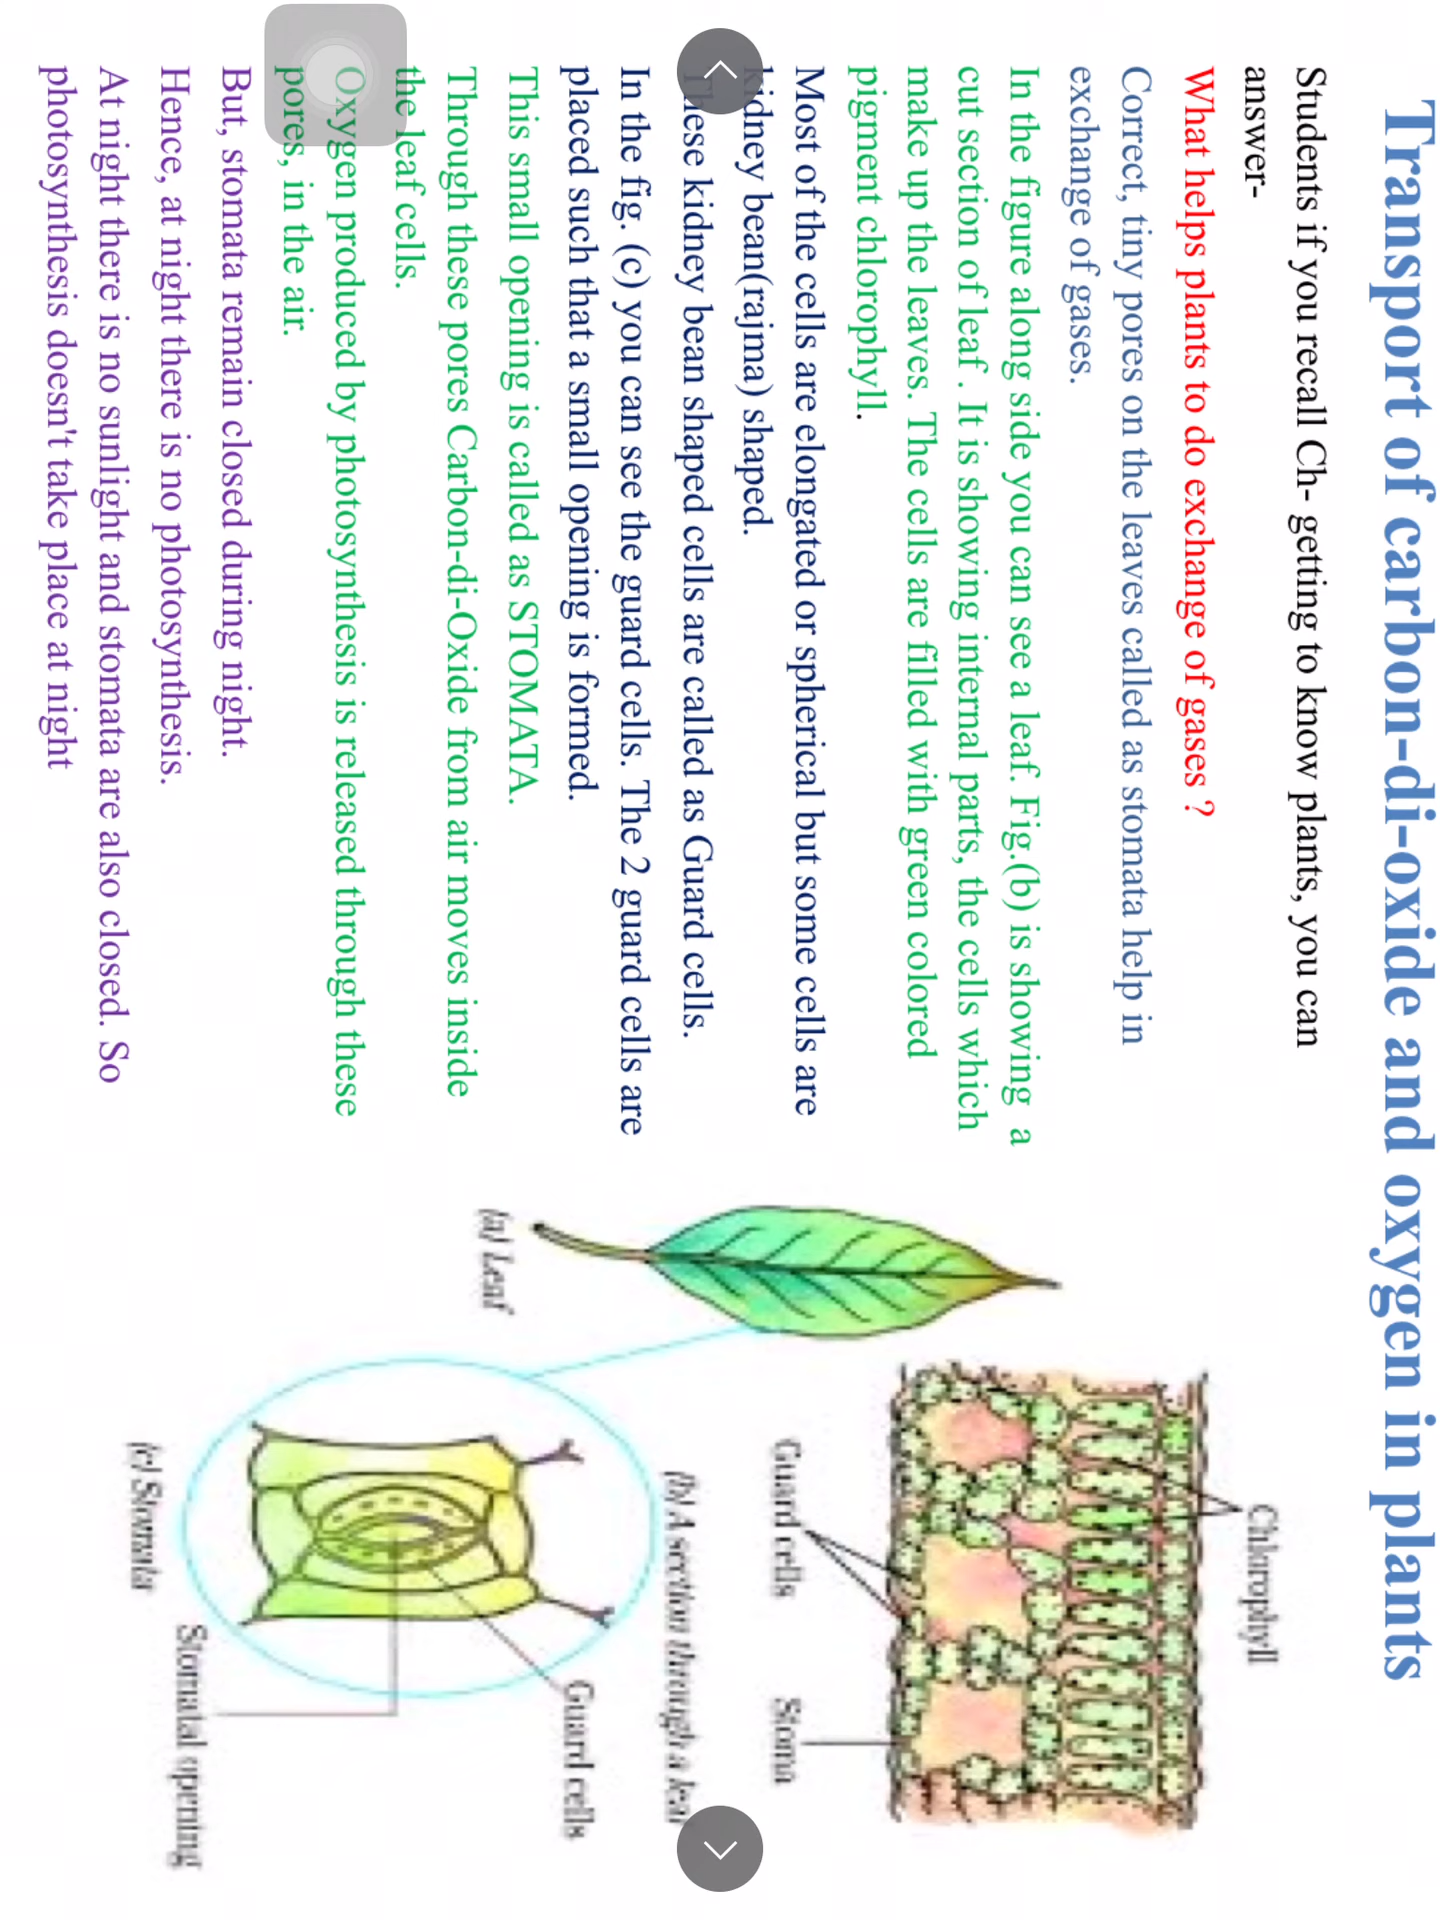 Transport of carbon-di-oxide and oxygen in plants
Students if you recall Ch- getting to know plants, you can
answer-
What helps plants to do exchange of gases ?
Correct, tiny pores on the leaves called as stomata help in
exchange of gases.
In the figure along side you can see a leaf. Fig.(b) is showing a
cut section of leaf . It is showing internal parts, the cells which
make up the leaves. The cells are filled with green colored
pigment chlorophyll.
Most of the cells are elongated or spherical but some cells are
kidney bean(rajma) shaped.
These kidney bean shaped cells are called as Guard cells.
In the fig. (c) you can see the guard cells. The 2 guard cells are
placed such that a small opening is formed.
This small opening is called as STOMATA.
Through these pores Carbon-di-Oxide from air moves inside
the leaf cells.
Oxygen produced by photosynthesis is released through these
pores, in the air.
But, stomata remain closed during night.
Hence, at night there is no photosynthesis.
At night there is no sunlight and stomata are also closed. So
photosynthesis doesn't take place at night
Chlorophyll
Guard cells
Stoma
(b) A section through a leaf
(a) Leaf
Guard cells
Stomatal opening
(c) Stomata